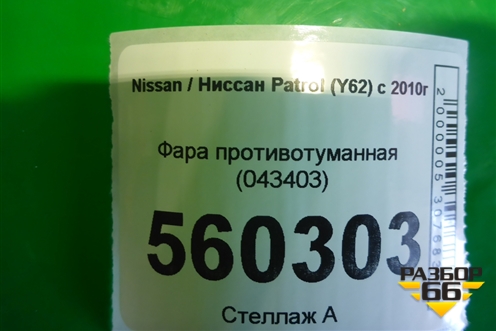 Nissan / Ниссан Patrol (Y62) с 2010г
Фара противотуманная
(043403)
560303
Стеллаж А
РАЗБОР
66